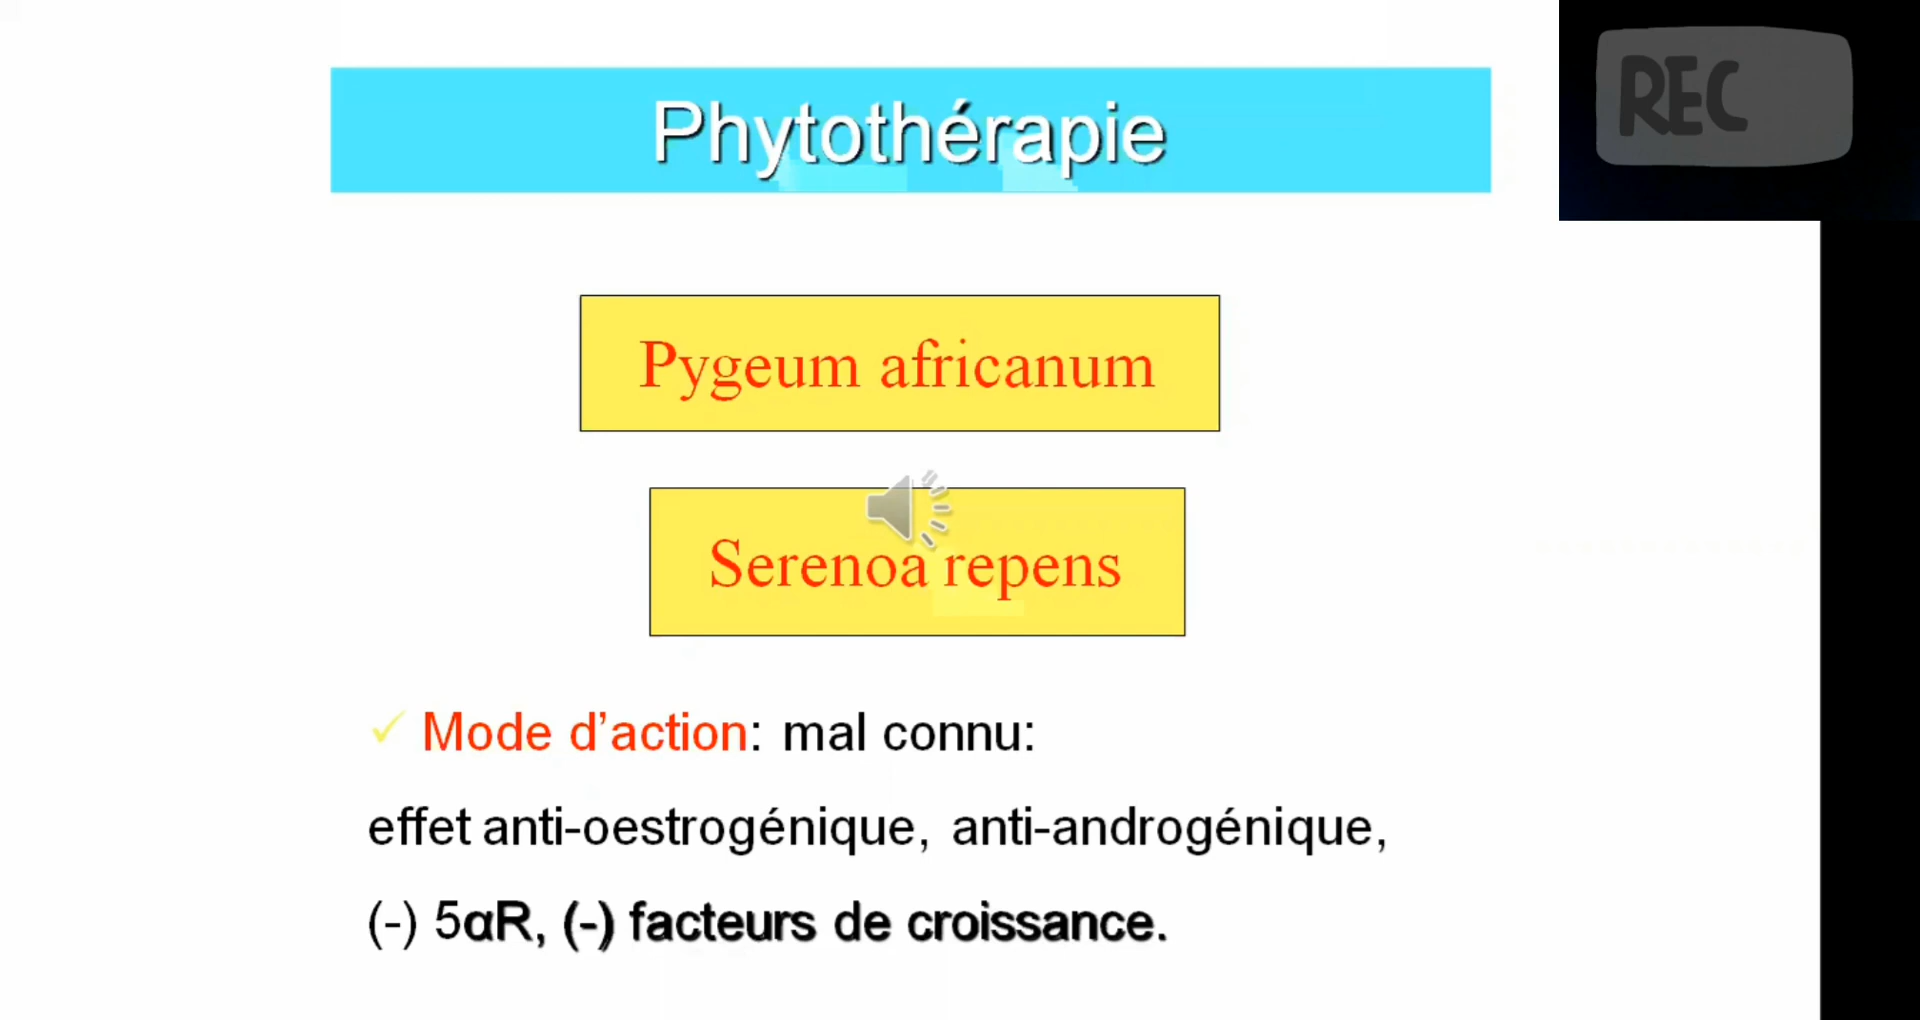 REC
Phytothérapie
Pygeum africanum
Serenoa repens
✓ Mode d’action: mal connu:
effet anti-oestrogénique, anti-androgénique,
(-) 5αR, (-) facteurs de croissance.